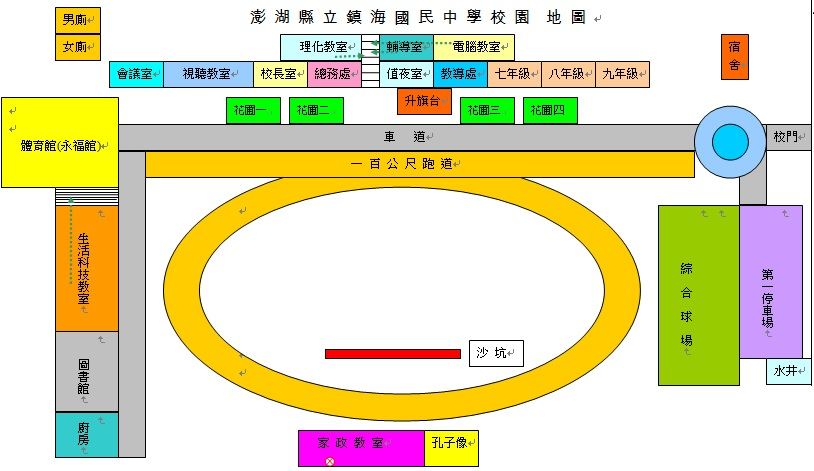 澎湖縣立鎮海國民中學校園 地圖
男廁
女廁
理化教室
輔導室
電腦教室
宿舍
會議室
視聽教室
校長室
總務處
值夜室
教導處
七年級
八年級
九年級
升旗台
花圃一
花圃二
花圃三
花圃四
體育館(永福館)
車 道
校門
一百公尺跑道
生活科技教室
圖書館
廚房
綜合球場
第一停車場
水井
沙坑
家政教室
孔子像